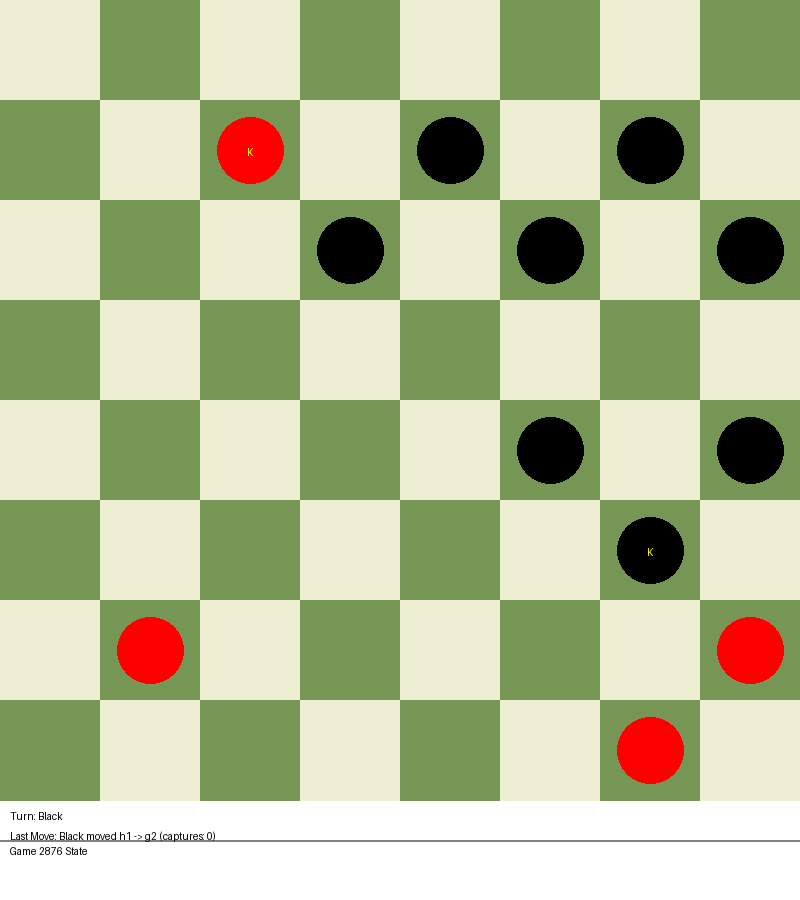 K
K
Turn: Black
Last Move: Black moved h1 -> g2 (captures: 0)
Game 2876 State